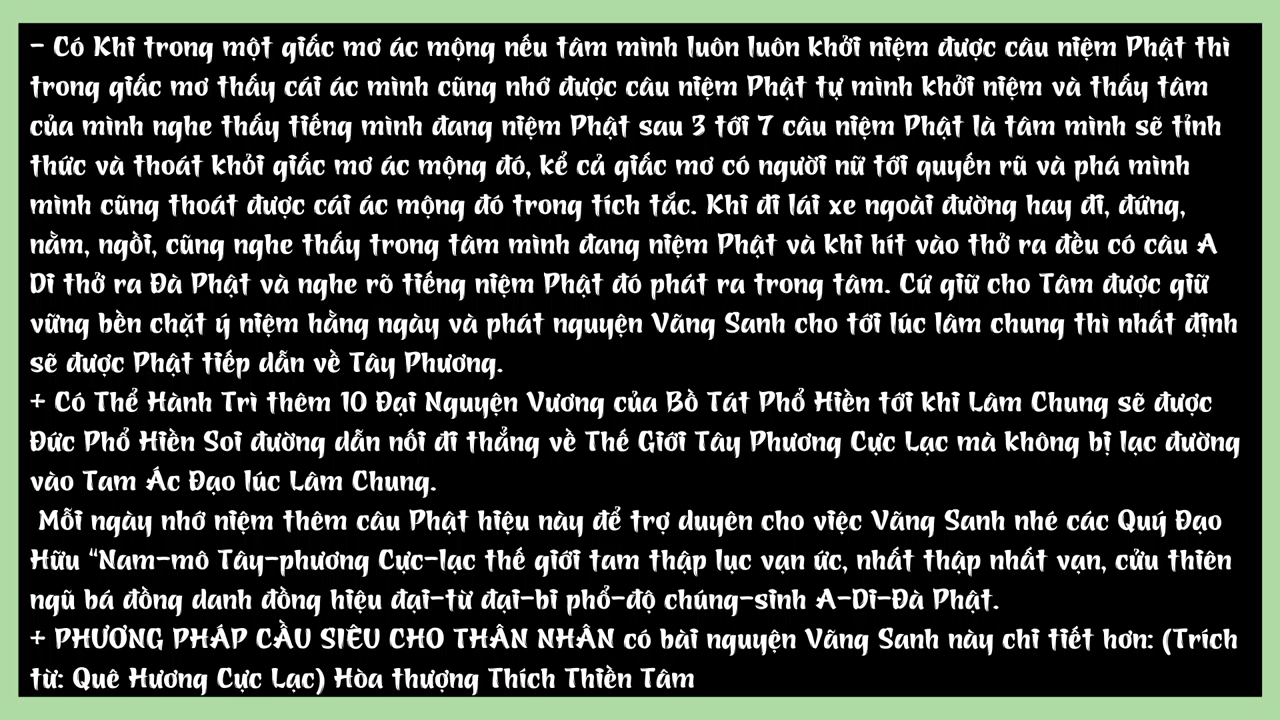 - Có Khi trong một giấc mơ ác mộng nếu tâm mình luôn luôn khởi niệm được câu niệm Phật thì
trong giấc mơ thấy cái ác mình cũng nhớ được câu niệm Phật tự mình khởi niệm và thấy tâm
của mình nghe thấy tiếng mình đang niệm Phật sau 3 tới 7 câu niệm Phật là tâm mình sẽ tỉnh
thức và thoát khỏi giấc mơ ác mộng đó, kể cả giấc mơ có người nữ tới quyến rũ và phá mình
mình cũng thoát được cái ác mộng đó trong tích tắc. Khi đi lái xe ngoài đường hay đi, đứng,
nằm, ngồi, cũng nghe thấy trong tâm mình đang niệm Phật và khi hít vào thở ra đều có câu A
Di thở ra Đà Phật và nghe rõ tiếng niệm Phật đó phát ra trong tâm. Cứ giữ cho Tâm được giữ
vững bền chặt ý niệm hằng ngày và phát nguyện Vãng Sanh cho tới lúc lâm chung thì nhất định
sẽ được Phật tiếp dẫn về Tây Phương.
+ Có Thể Hành Trì thêm 10 Đại Nguyện Vương của Bồ Tát Phổ Hiền tới khi Lâm Chung sẽ được
Đức Phổ Hiền Soi đường dẫn nối đi thẳng về Thế Giới Tây Phương Cực Lạc mà không bị lạc đường
vào Tam Ác Đạo lúc Lâm Chung.
Mỗi ngày nhớ niệm thêm câu Phật hiệu này để trợ duyên cho việc Vãng Sanh nhé các Quý Đạo
Hữu "Nam-mô Tây-phương Cực-lạc thế giới tam thập lục vạn ức, nhất thập nhất vạn, cửu thiên
ngũ bá đồng danh đồng hiệu đại-từ đại-bi phổ-độ chúng-sinh A-Di-Đà Phật.
+ PHƯƠNG PHÁP CẦU SIÊU CHO THÂN NHÂN có bài nguyện Vãng Sanh này chi tiết hơn: (Trích
từ: Quê Hương Cực Lạc) Hòa thượng Thích Thiền Tâm